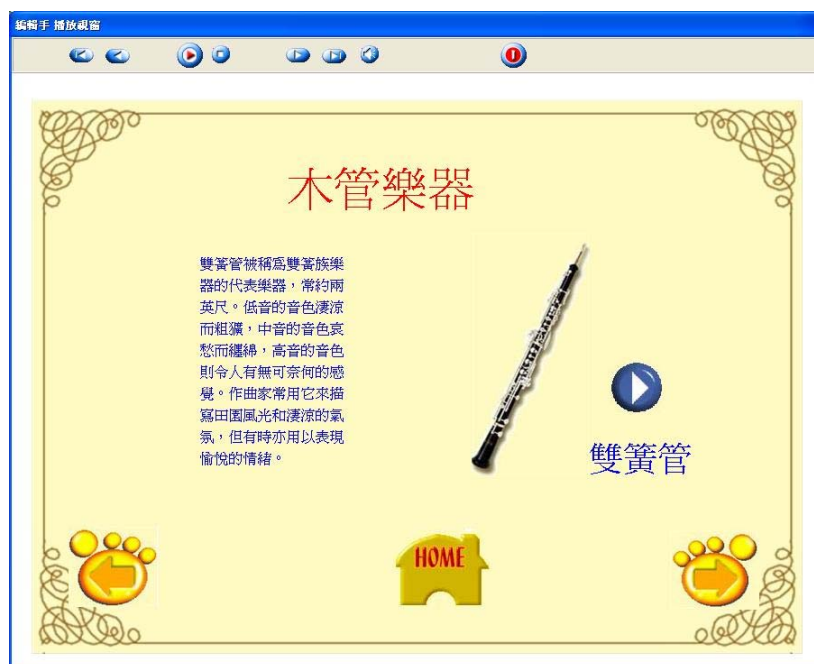 編輯手 播放視窗
木管樂器
雙簧管被稱為雙簧族樂
器的代表樂器，常約兩
英尺。低音的音色淒涼
而粗獷，中音的音色哀
愁而纏綿，高音的音色
則令人有無可奈何的感
覺。作曲家常用它來描
寫田園風光和淒涼的氣
氛，但有時亦用以表現
愉悅的情緒。
雙簧管
HOME